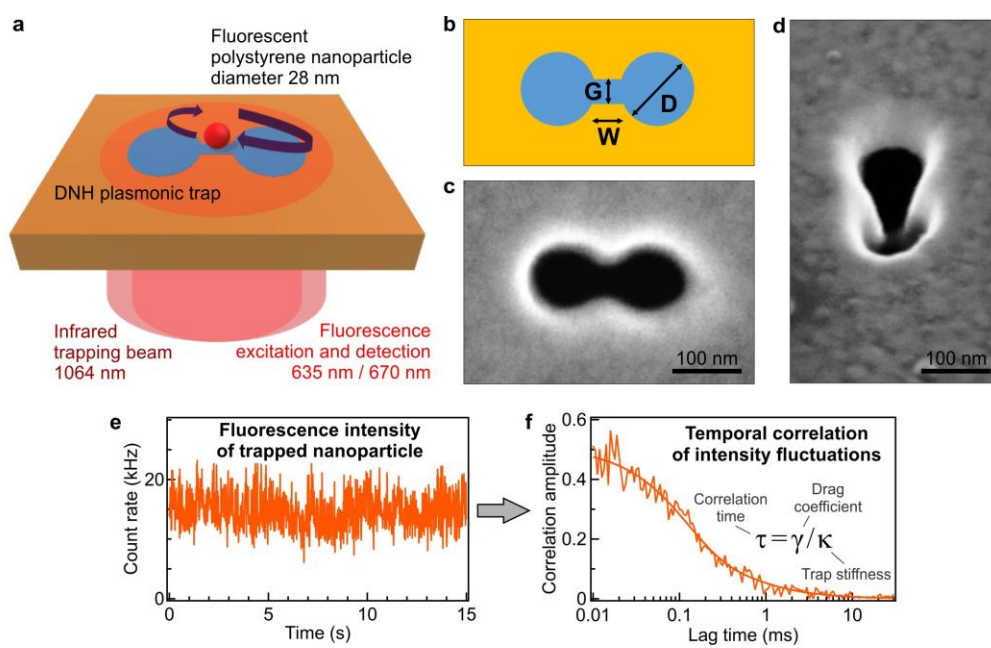 a
Fluorescent
polystyrene nanoparticle
diameter 28 nm
DNH plasmonic trap
Infrared
trapping beam
1064 nm
Fluorescence
excitation and detection
635 nm / 670 nm
b
G
D
W
c
100 nm
d
100 nm
e
Fluorescence intensity
of trapped nanoparticle
Count rate (kHz)
20
0
0
5
10
15
Time (s)
f
Temporal correlation
of intensity fluctuations
Correlation amplitude
0.6
0.4
0.2
0
Correlation
time
Drag
coefficient
τ=γ/κ
Trap stiffness
0.01
0.1
1
10
Lag time (ms)